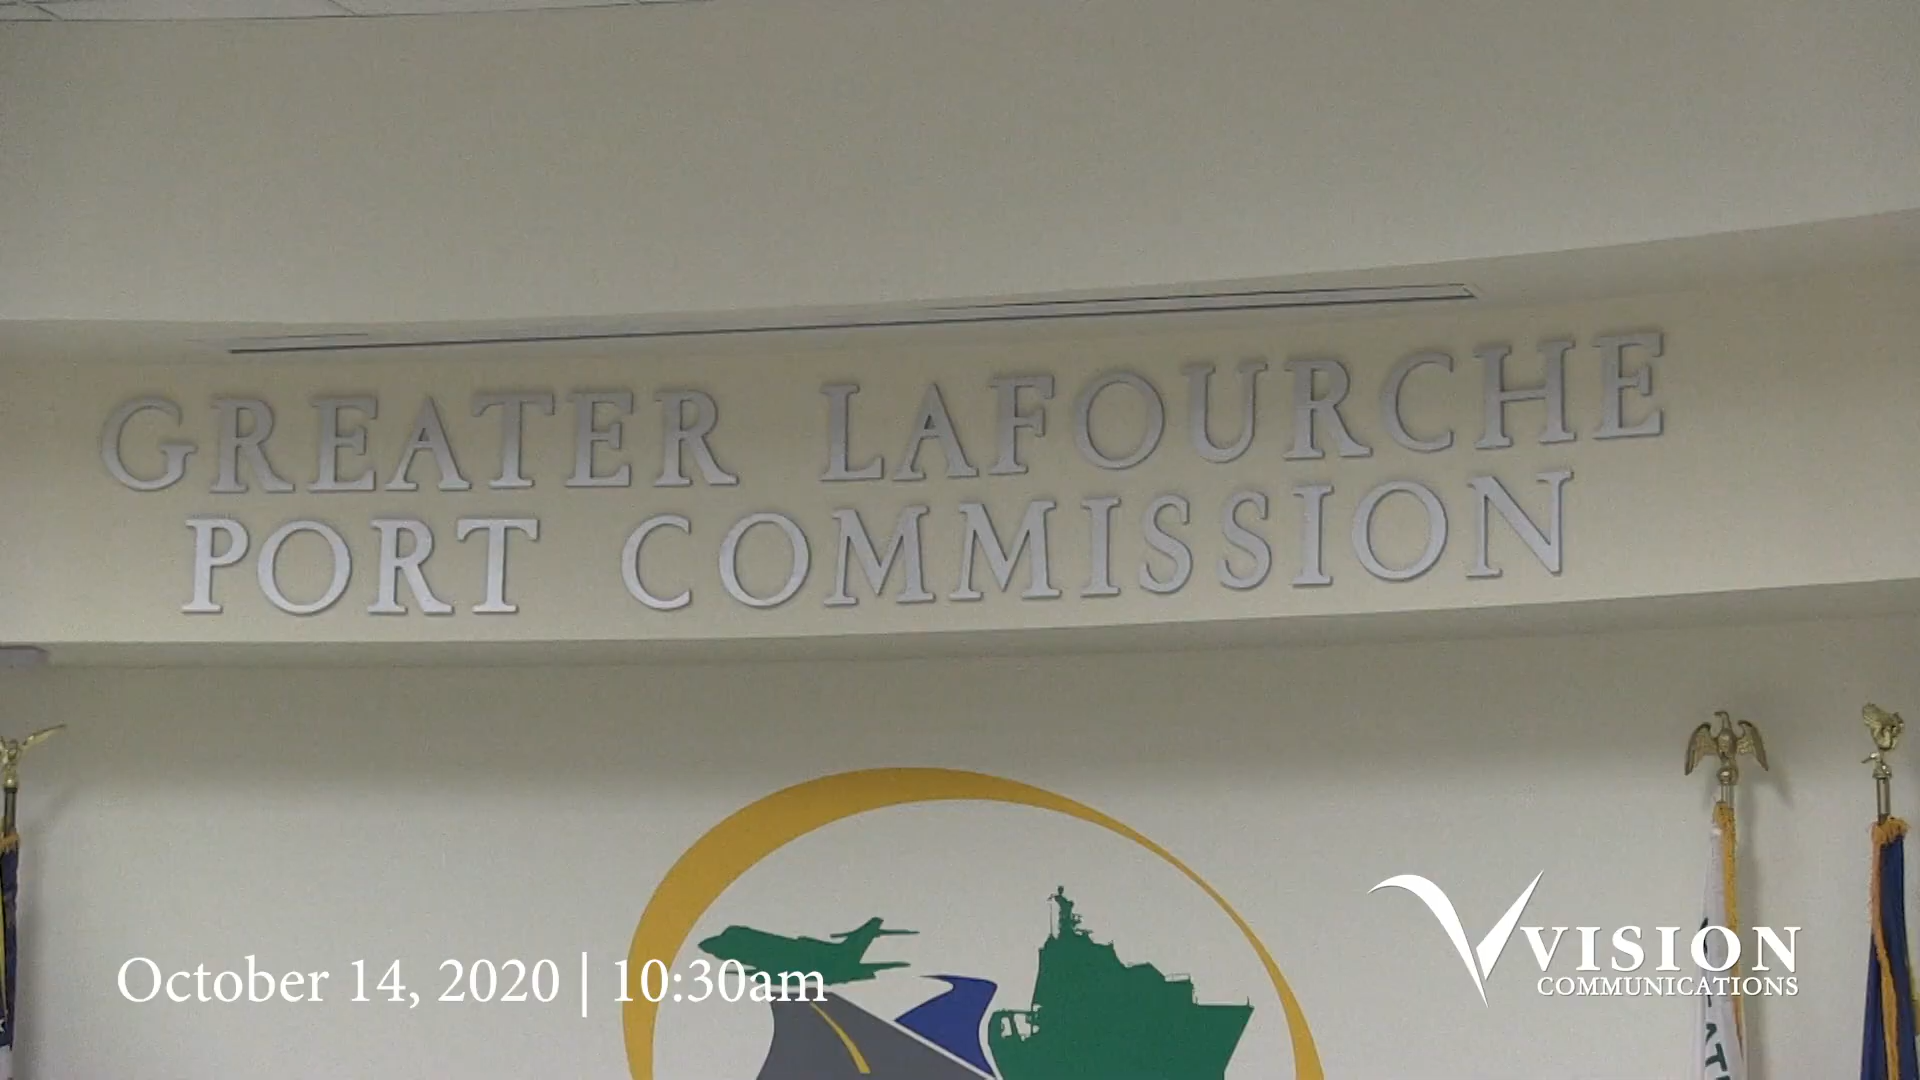 GREATER LAFOURCHE
PORT COMMISSION
October 14, 2020 | 10:30am
VISION
COMMUNICATIONS